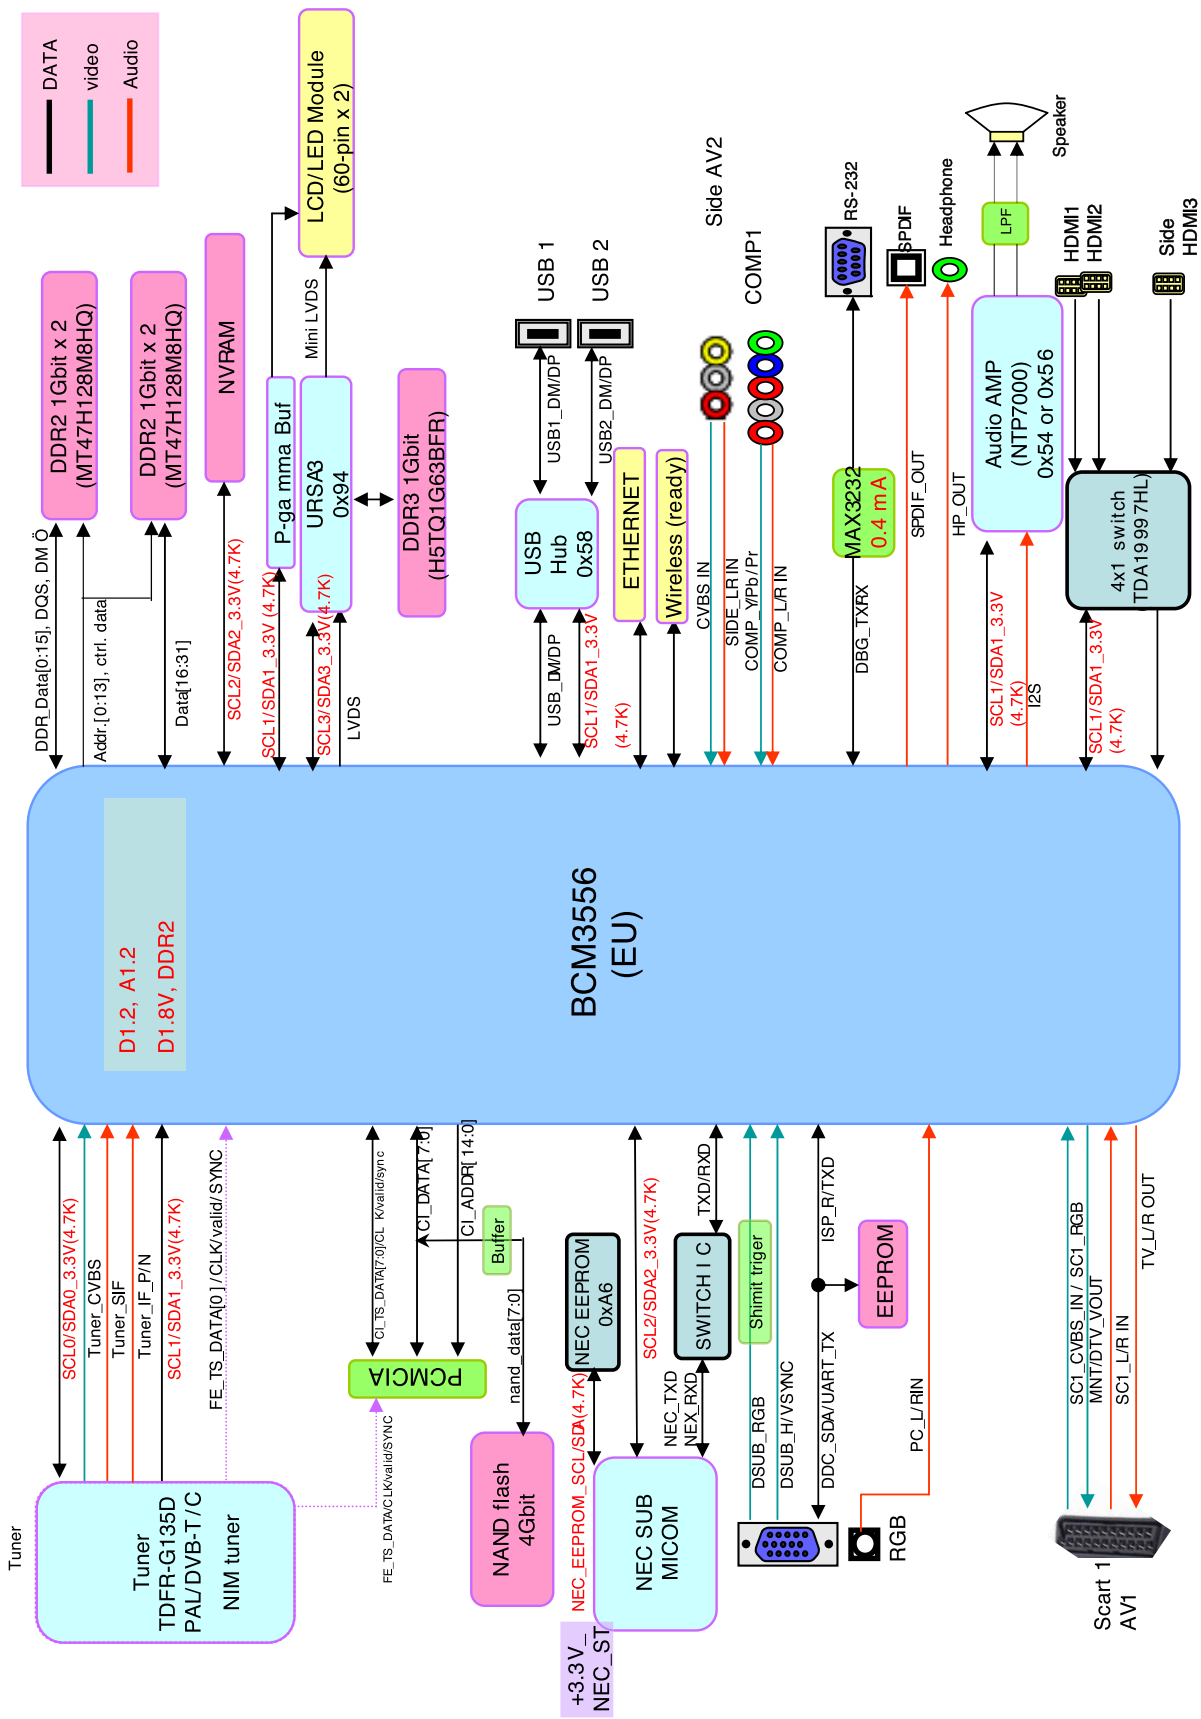 DATA
video
Audio
LCD/LED Module
(60-pin x 2)
DDR2 1Gbit x 2
(MT47H128M8HQ)
DDR2 1Gbit x 2
(MT47H128M8HQ)
NVRAM
P-ga mma Buf
URSA3
0x94
Mini LVDS
DDR3 1Gbit
(H5TQ1G63BFR)
DDR_Data[0:15], DQS, DM Ö
Addr.[0:13], ctrl. data
Data[16:31]
SCL2/SDA2_3.3V(4.7K)
SCL1/SDA1_3.3V (4.7K)
SCL3/SDA3_3.3V(4.7K)
LVDS
USB 1
USB 2
USB1_DM/DP
USB2_DM/DP
USB
Hub
0x58
USB_DM/DP
SCL1/SDA1_3.3V
(4.7K)
ETHERNET
Wireless (ready)
Side AV2
COMP1
CVBS IN
SIDE_LR IN
COMP_YPb/Pr
COMP_L/R IN
RS-232
MAX3232
0.4 mA
DBG_TXRX
SPDIF
Headphone
SPDIF_OUT
HP_OUT
Speaker
LPF
Audio AMP
(NTP7000)
0x54 or 0x56
SCL1/SDA1_3.3V
(4.7K)
I2S
HDMI1
HDMI2
Side
HDMI3
4x1 switch
(TDA19997HL)
SCL1/SDA1_3.3V
(4.7K)
D1.2, A1.2
D1.8V, DDR2
BCM3556
(EU)
Tuner
Tuner
TDFR-G135D
PAL/DVB-T/C
NIM tuner
SCL0/SDA0_3.3V(4.7K)
Tuner_CVBS
Tuner_SIF
Tuner_IF_P/N
SCL1/SDA1_3.3V(4.7K)
FE_TS_DATA[0]/CLK/valid/SYNC
FE_TS_DATA/CLK/valid/SYNC
PCMCIA
CI_TS_DATA[7:0]/CLK/valid/sync
CI_DATA[7:0]
CI_ADDR[14:0]
Buffer
nand_data[7:0]
NAND flash
4Gbit
NEC EEPROM
0xA6
NEC_EEPROM_SCL/SDA(4.7K)
SCL2/SDA2_3.3V(4.7K)
NEC SUB
MICOM
+3.3V_
NEC_ST
SWITCH I C
TXD/RXD
NEC_TXD
NEX_RXD
Shimit triger
DSUB_RGB
DSUB_H/VSYNC
ISP_R/TXD
DDC_SDA/UART_TX
EEPROM
PC_L/RIN
RGB
SC1_CVBS_IN / SC1_RGB
MNT/DTV_VOUT
SC1_L/R IN
TV_L/R OUT
Scart 1
AV1